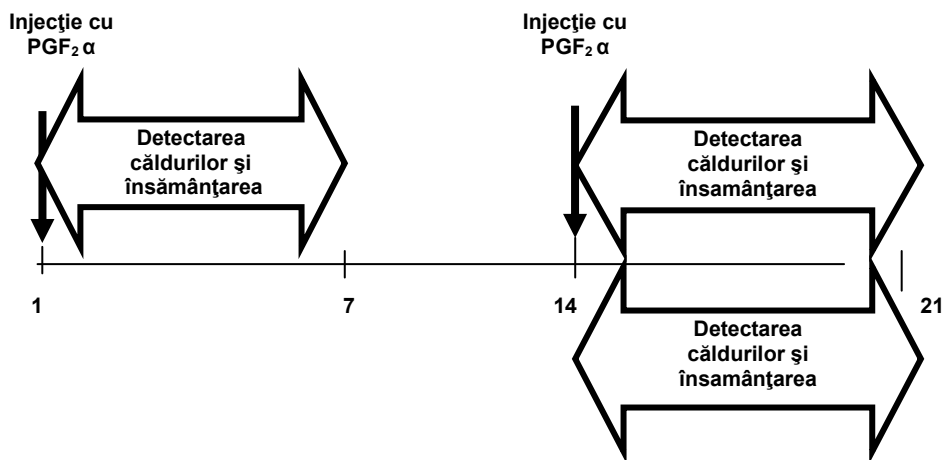 Injecţie cu
PGF₂ α
Injecţie cu
PGF₂ α
Detectarea
căldurilor şi
însămânţarea
Detectarea
căldurilor şi
însamânţarea
1
7
14
21
Detectarea
căldurilor şi
însamânţarea